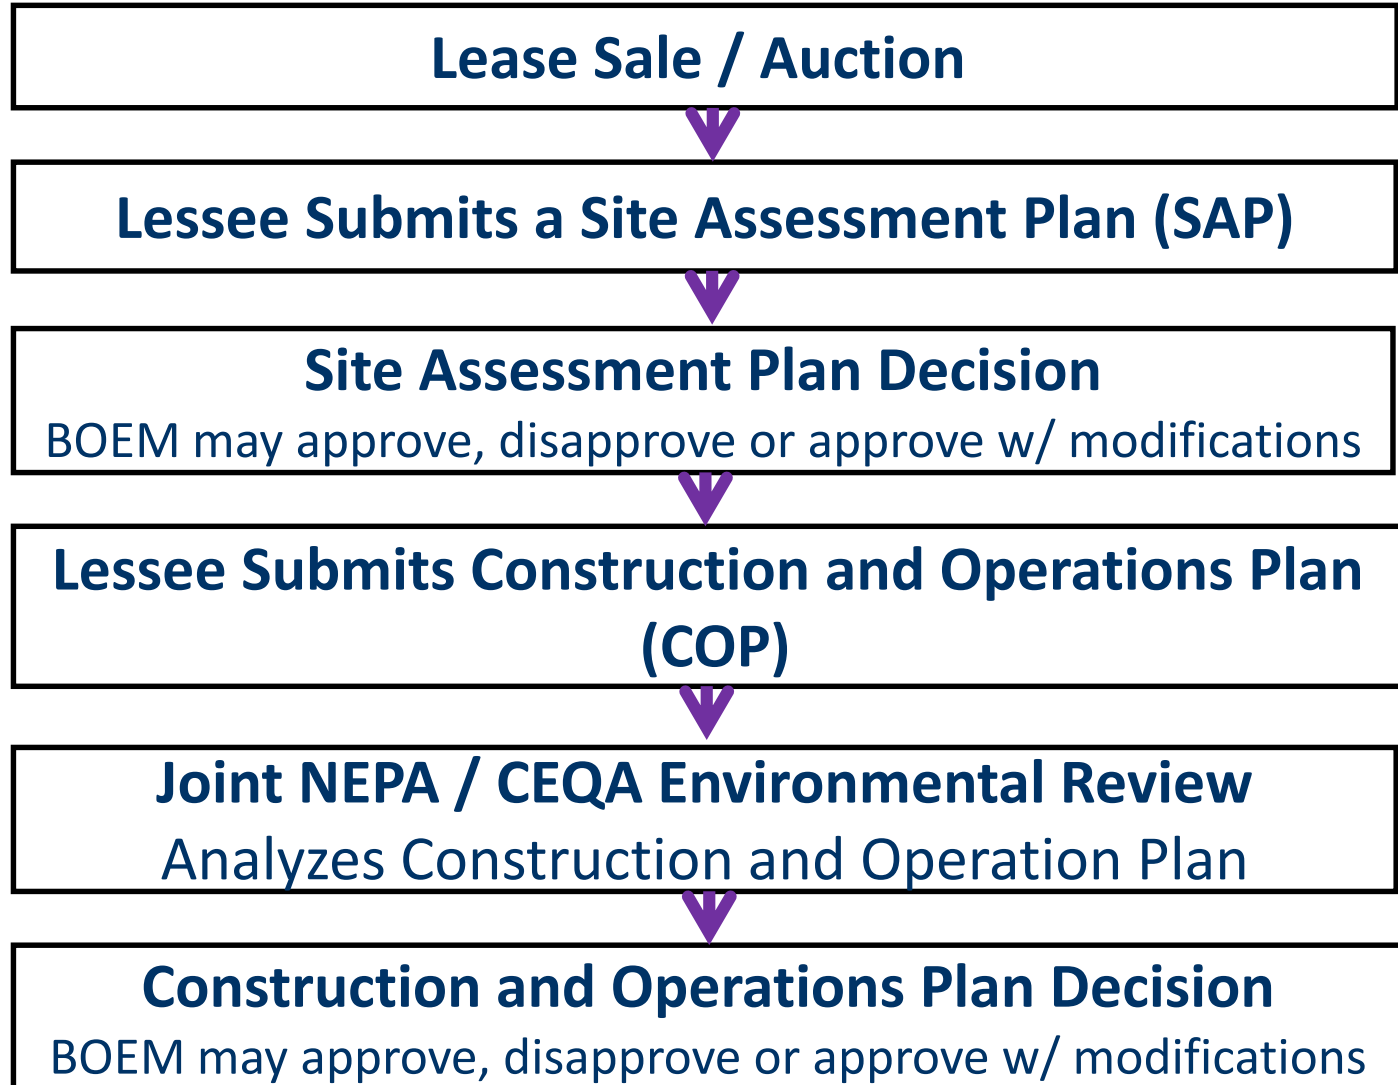 Lease Sale / Auction
Lessee Submits a Site Assessment Plan (SAP)
Site Assessment Plan Decision
BOEM may approve, disapprove or approve w/ modifications
Lessee Submits Construction and Operations Plan
(COP)
Joint NEPA / CEQA Environmental Review
Analyzes Construction and Operation Plan
Construction and Operations Plan Decision
BOEM may approve, disapprove or approve w/ modifications